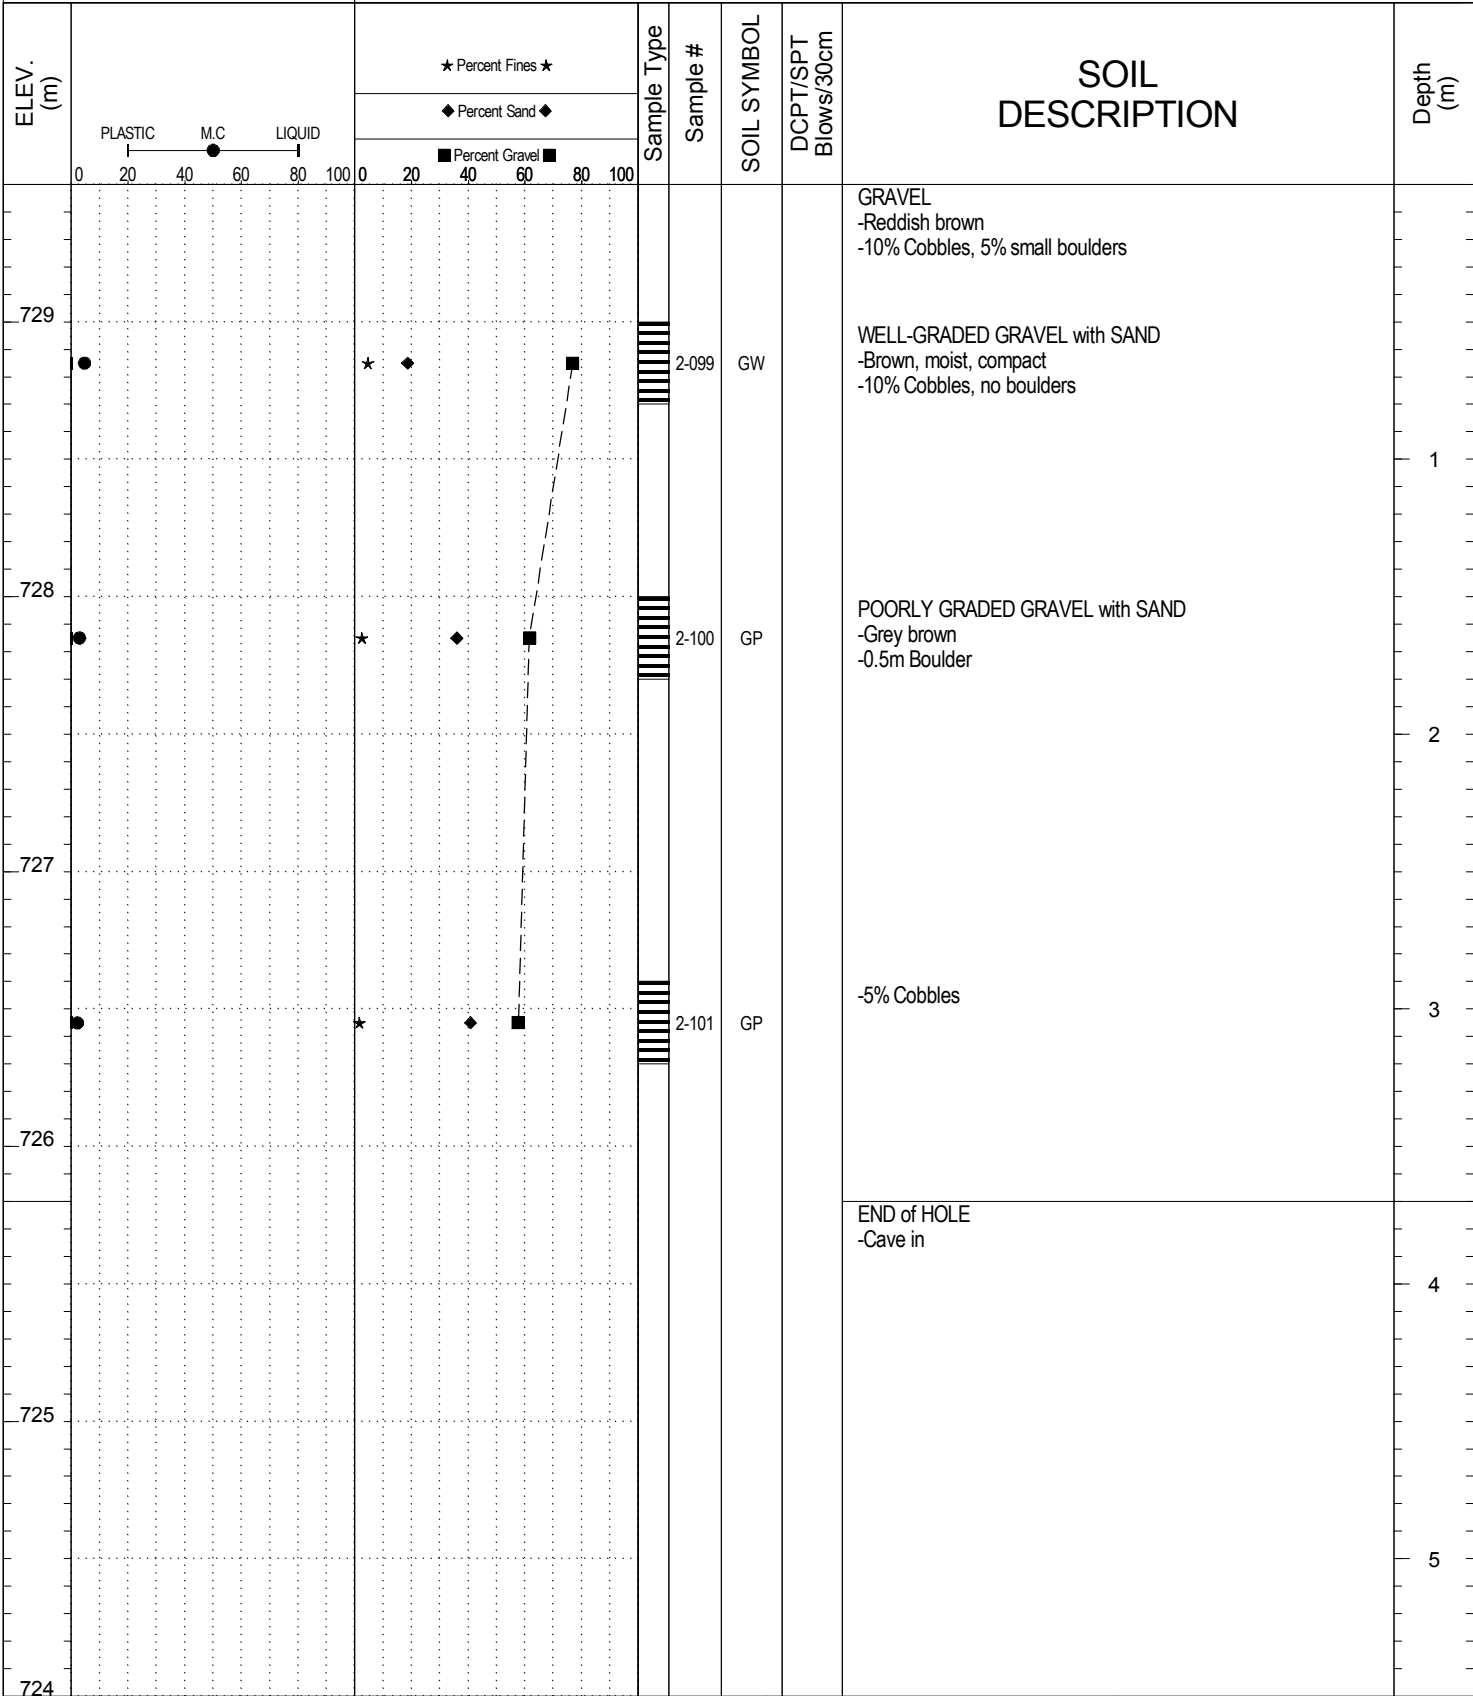 ELEV.
(m)
PLASTIC M.C LIQUID
0 20 40 60 80 100
★ Percent Fines ★
◆ Percent Sand ◆
■ Percent Gravel ■
0 20 40 60 80 100
Sample Type
Sample #
SOIL SYMBOL
DCPT/SPT
Blows/30cm
SOIL
DESCRIPTION
Depth
(m)
GRAVEL
-Reddish brown
-10% Cobbles, 5% small boulders
729
WELL-GRADED GRAVEL with SAND
2-099 GW -Brown, moist, compact
-10% Cobbles, no boulders
1
728
POORLY GRADED GRAVEL with SAND
2-100 GP -Grey brown
-0.5m Boulder
2
727
-5% Cobbles
3
2-101 GP
726
END of HOLE
-Cave in
4
725
5
724